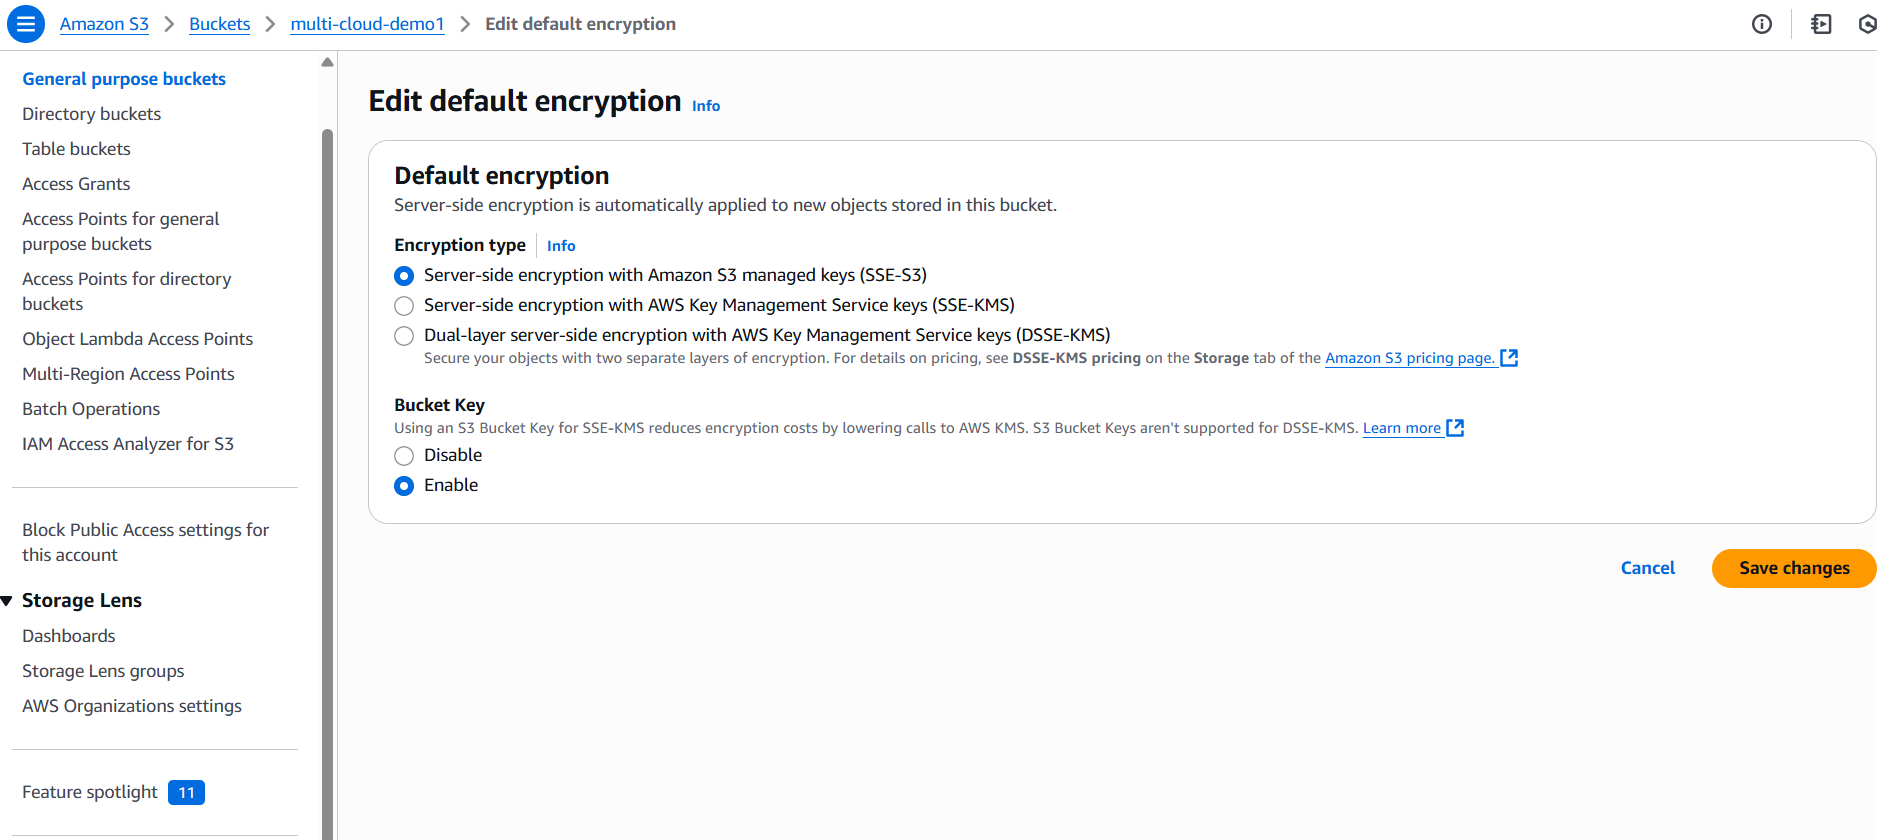 Amazon S3 > Buckets > multi-cloud-demo1 > Edit default encryption
General purpose buckets
Directory buckets
Table buckets
Access Grants
Access Points for general
purpose buckets
Access Points for directory
buckets
Object Lambda Access Points
Multi-Region Access Points
Batch Operations
IAM Access Analyzer for S3
Block Public Access settings for
this account
Storage Lens
Dashboards
Storage Lens groups
AWS Organizations settings
Feature spotlight 11
Edit default encryption Info
Default encryption
Server-side encryption is automatically applied to new objects stored in this bucket.
Encryption type Info
Server-side encryption with Amazon S3 managed keys (SSE-S3)
Server-side encryption with AWS Key Management Service keys (SSE-KMS)
Dual-layer server-side encryption with AWS Key Management Service keys (DSSE-KMS)
Secure your objects with two separate layers of encryption. For details on pricing, see DSSE-KMS pricing on the Storage tab of the Amazon S3 pricing page.
Bucket Key
Using an S3 Bucket Key for SSE-KMS reduces encryption costs by lowering calls to AWS KMS. S3 Bucket Keys aren't supported for DSSE-KMS. Learn more
Disable
Enable
Cancel Save changes